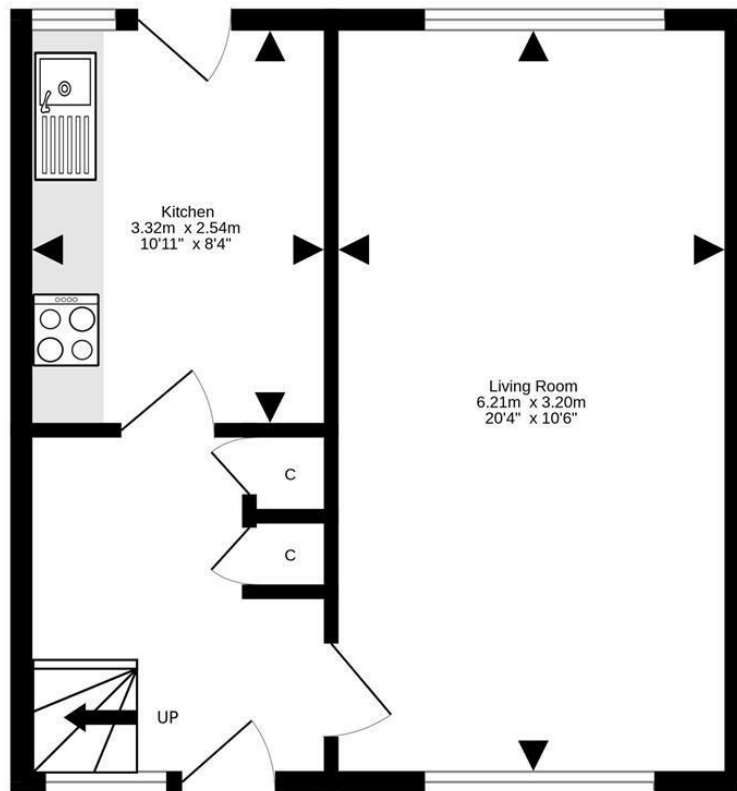 Kitchen
3.32m x 2.54m
10'11" x 8'4"
Living Room
6.21m x 3.20m
20'4" x 10'6"
C
C
UP